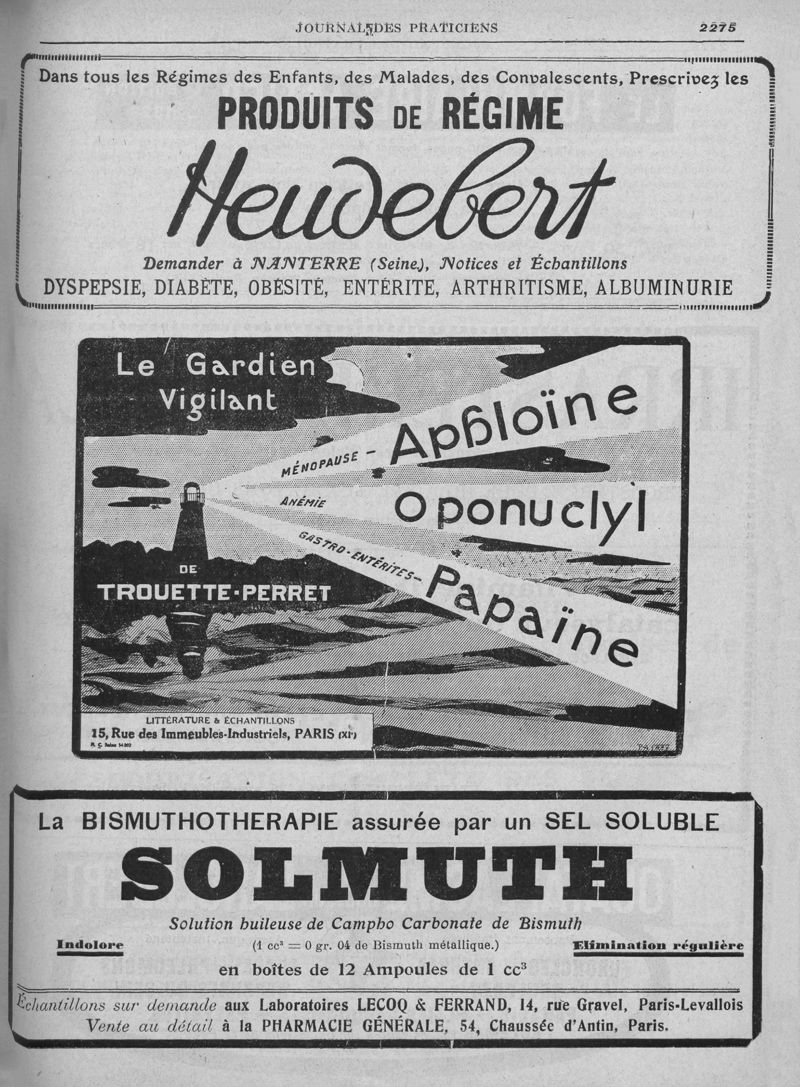 JOURNAL DES PRATICIENS
2275
Dans tous les Régimes des Enfants, des Malades, des Convalescents, Prescrivez les
PRODUITS DE RÉGIME
Heudebert
Demander à NANTERRE (Seine), Notices et Échantillons
DYSPEPSIE, DIABÈTE, OBÉSITÉ, ENTÉRITE, ARTHRITISME, ALBUMINURIE
Le Gardien
Vigilant
MÉNOPAUSE - Aphloïne
ANÉMIE Oponuclyl
GASTRO-ENTÉRITES - Papaïne
DE
TROUETTE-PERRET
LITTÉRATURE & ÉCHANTILLONS
15, Rue des Immeubles-Industriels, PARIS (XIe)
La BISMUTHOTHERAPIE assurée par un SEL SOLUBLE
SOLMUTH
Solution huileuse de Campho Carbonate de Bismuth
Indolore (1 cc³ = 0 gr. 04 de Bismuth métallique.) Elimination régulière
en boîtes de 12 Ampoules de 1 cc³
Échantillons sur demande aux Laboratoires LECOQ & FERRAND, 14, rue Gravel, Paris-Levallois
Vente au détail à la PHARMACIE GÉNÉRALE, 54, Chaussée d'Antin, Paris.